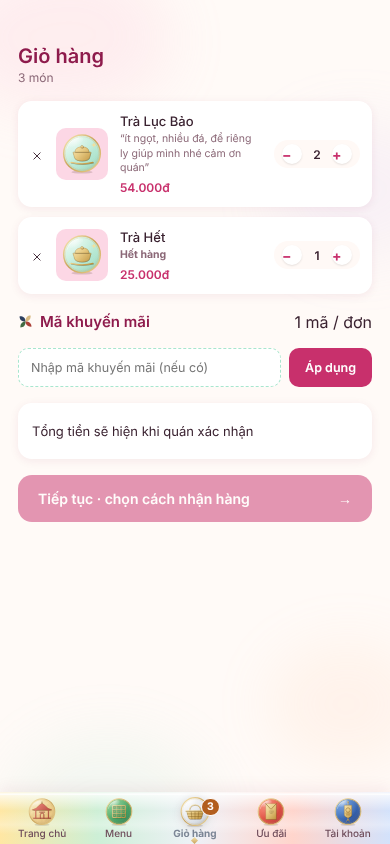 Giỏ hàng
3 món
Trà Lục Bảo
“ít ngọt, nhiều đá, để riêng
ly giúp mình nhé cảm ơn
quán”
54.000đ
− 2 +
Trà Hết
Hết hàng
25.000đ
− 1 +
Mã khuyến mãi
1 mã / đơn
Nhập mã khuyến mãi (nếu có)
Áp dụng
Tổng tiền sẽ hiện khi quán xác nhận
Tiếp tục · chọn cách nhận hàng →
3
Trang chủ
Menu
Giỏ hàng
Ưu đãi
Tài khoản